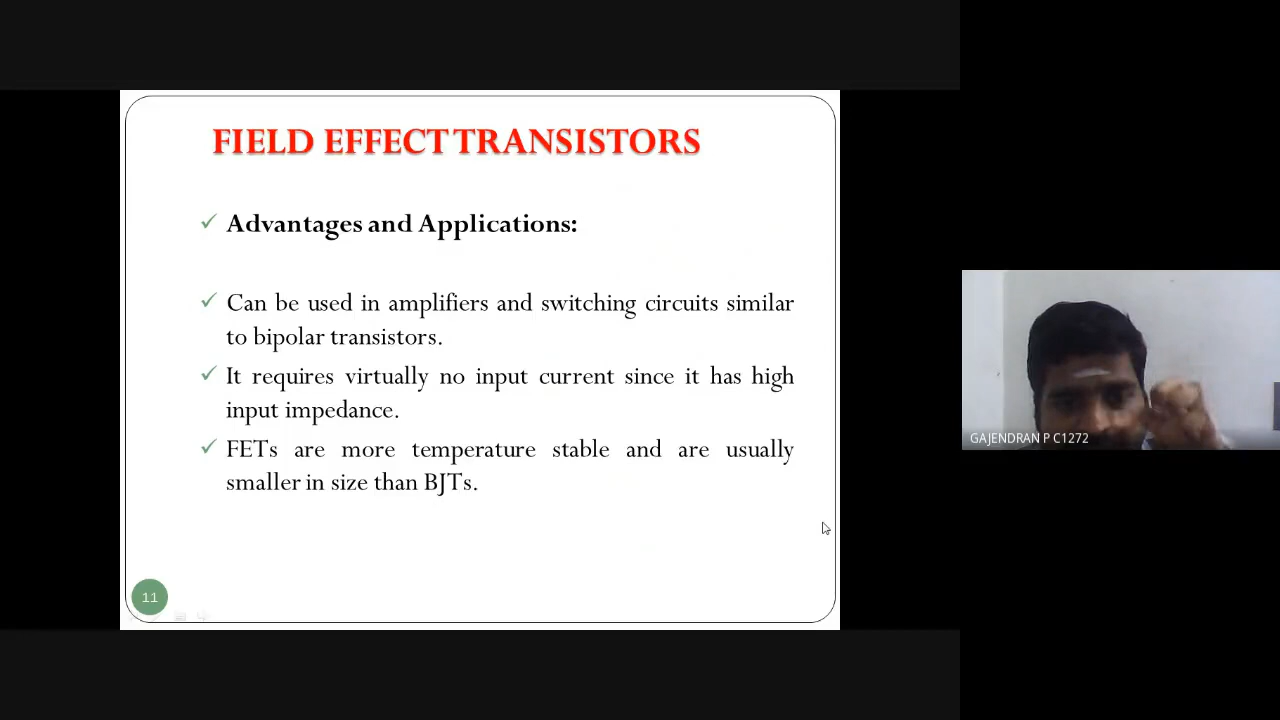 FIELD EFFECT TRANSISTORS
✓ Advantages and Applications:
✓ Can be used in amplifiers and switching circuits similar
to bipolar transistors.
✓ It requires virtually no input current since it has high
input impedance.
✓ FETs are more temperature stable and are usually
smaller in size than BJTs.
11
GAJENDRAN P C1272